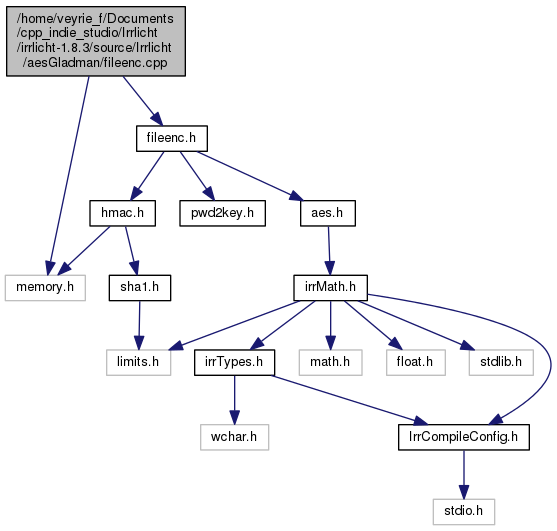 /home/veyrie_f/Documents
/cpp_indie_studio/Irrlicht
/irrlicht-1.8.3/source/Irrlicht
/aesGladman/fileenc.cpp
fileenc.h
hmac.h
pwd2key.h
aes.h
memory.h
sha1.h
irrMath.h
limits.h
irrTypes.h
math.h
float.h
stdlib.h
wchar.h
IrrCompileConfig.h
stdio.h